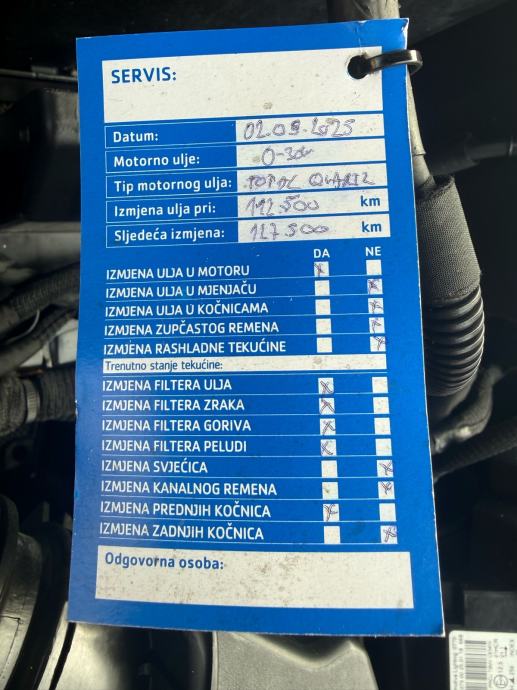 SERVIS:
Datum: 02.09.2025
Motorno ulje: 0-30W
Tip motornog ulja: TOTAL QUARTZ
Izmjena ulja pri: 112 500 km
Sljedeća izmjena: 127 500 km
DA NE
IZMJENA ULJA U MOTORU x
IZMJENA ULJA U MJENJAČU x
IZMJENA ULJA U KOČNICAMA x
IZMJENA ZUPČASTOG REMENA x
IZMJENA RASHLADNE TEKUĆINE x
Trenutno stanje tekućine:
IZMJENA FILTERA ULJA x
IZMJENA FILTERA ZRAKA x
IZMJENA FILTERA GORIVA x
IZMJENA FILTERA PELUDI x
IZMJENA SVJEĆICA x
IZMJENA KANALNOG REMENA x
IZMJENA PREDNJIH KOČNICA x
IZMJENA ZADNJIH KOČNICA x
Odgovorna osoba: